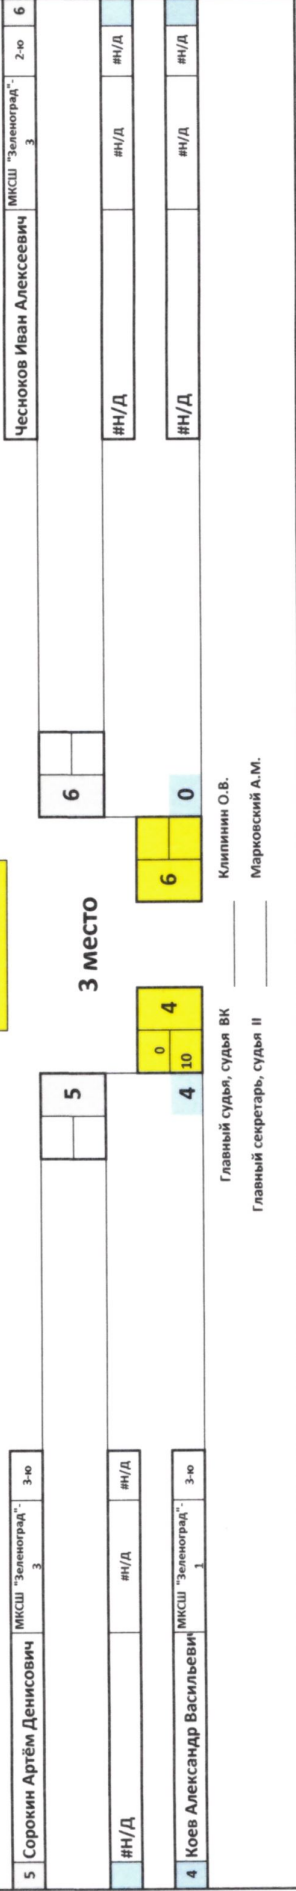 5 Сорокин Артём Денисович МКСШ "Зеленоград"- 3 3-ю
Чесноков Иван Алексеевич МКСШ "Зеленоград"- 3 2-ю 6
5
6
#Н/Д #Н/Д #Н/Д
3 место
#Н/Д #Н/Д #Н/Д
0
4
6
4 Коев Александр Васильевич МКСШ "Зеленоград"- 1 3-ю
4 10
0
#Н/Д #Н/Д #Н/Д
Главный судья, судья ВК Клипинин О.В.
Главный секретарь, судья II Марковский А.М.